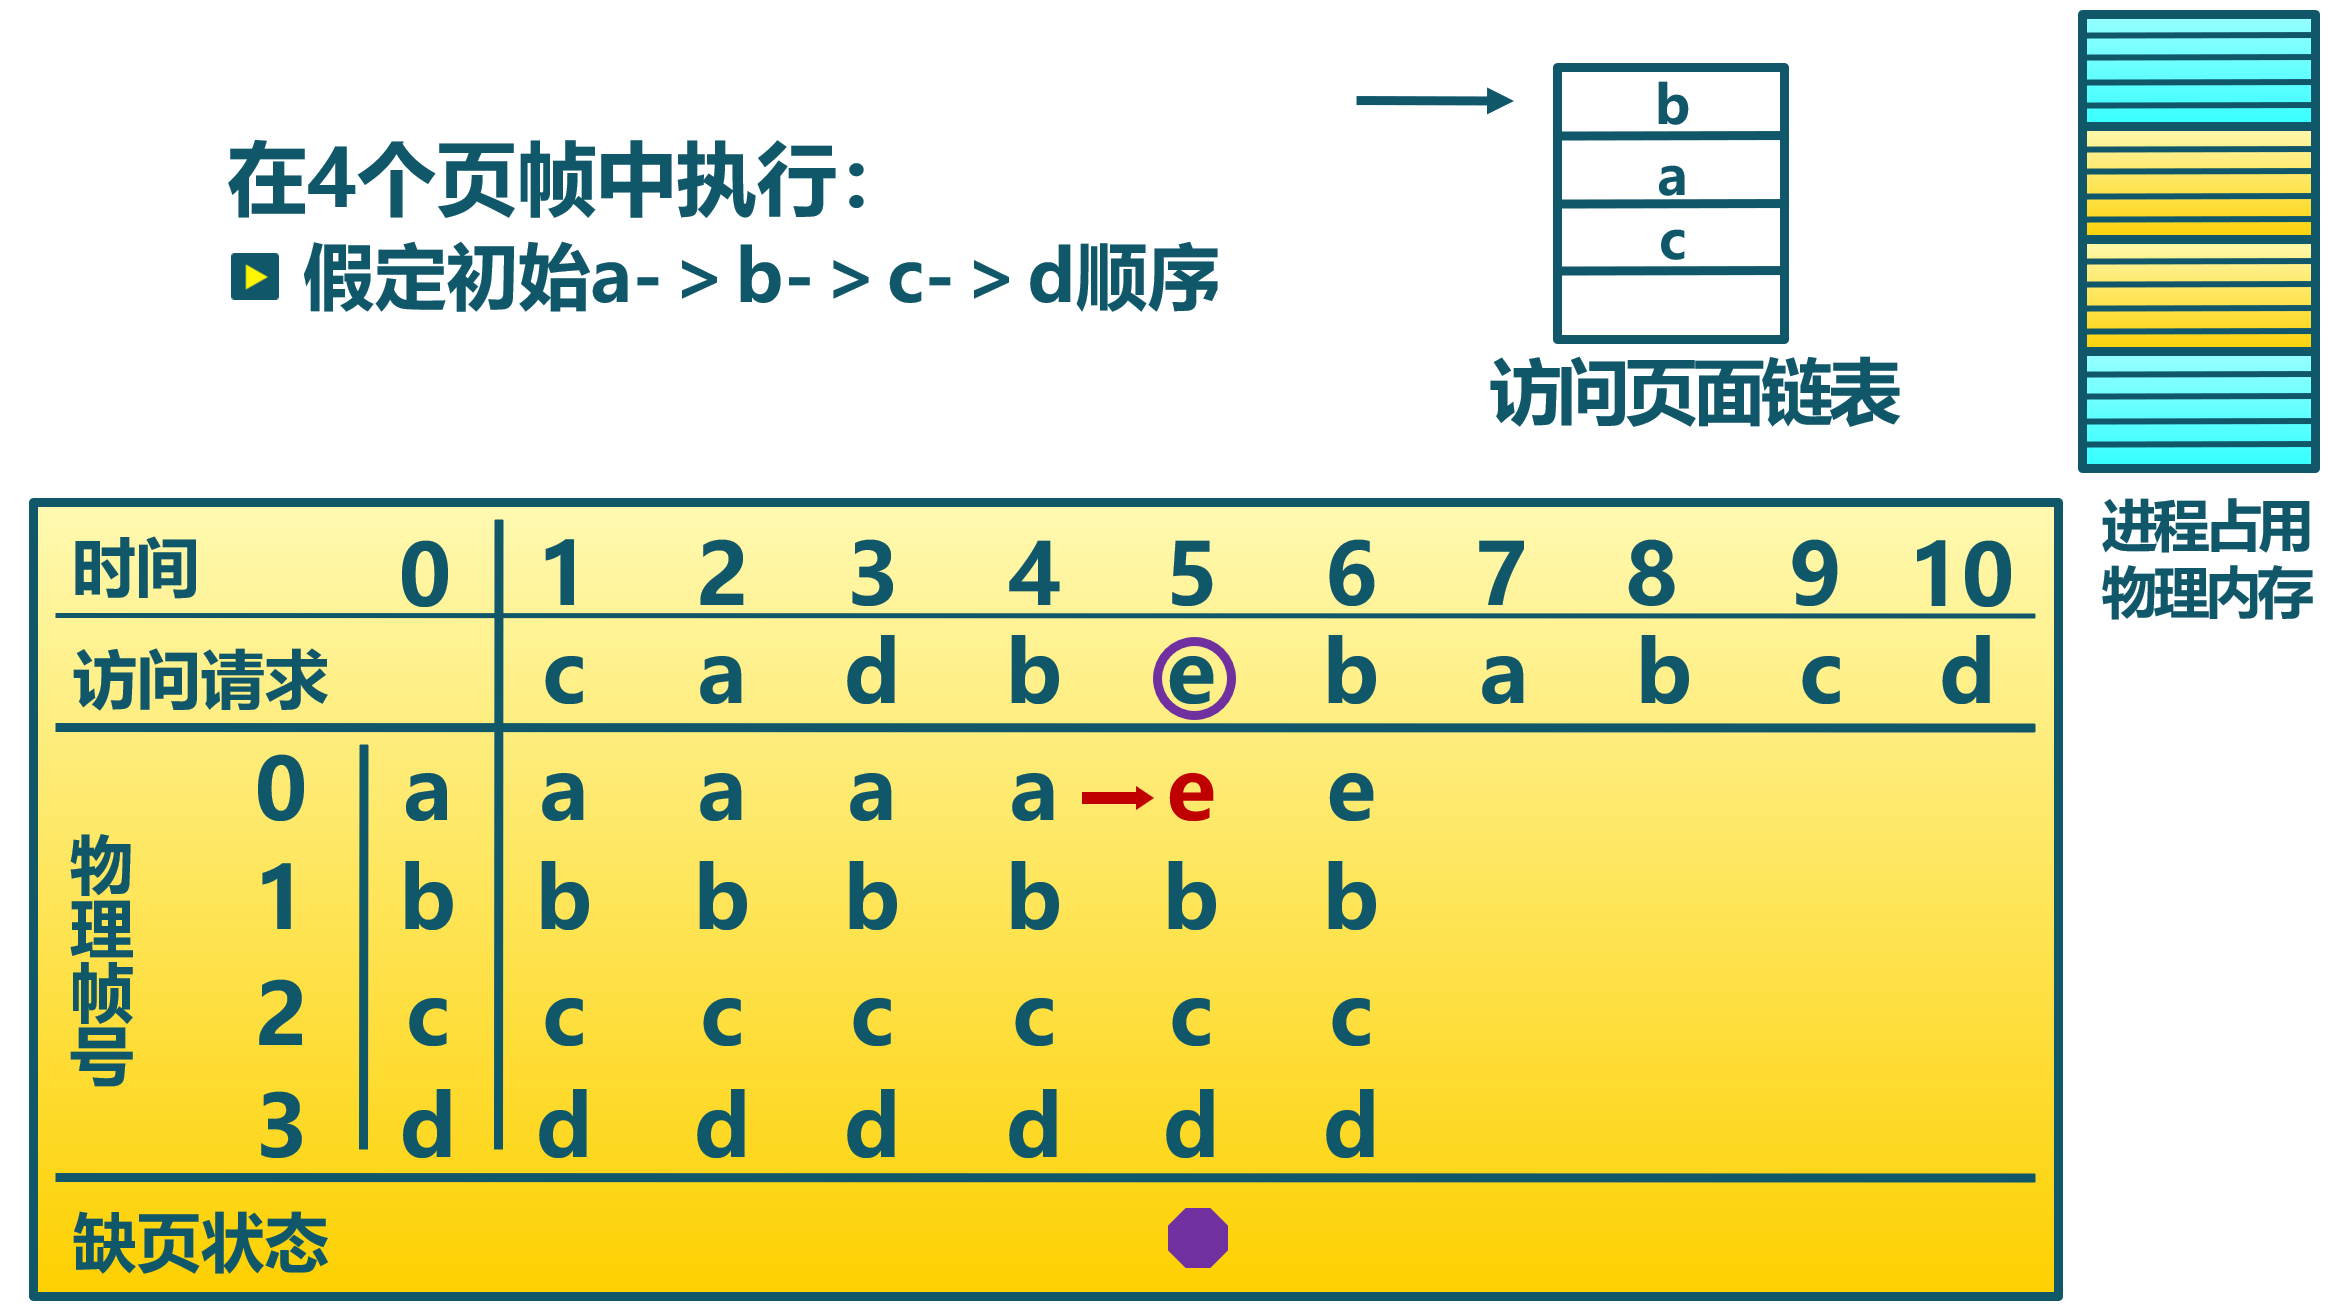 在4个页帧中执行：
假定初始a->b->c->d顺序
b
a
c
访问页面链表
进程占用
物理内存
时间 0 1 2 3 4 5 6 7 8 9 10
访问请求 c a d b e b a b c d
物理帧号
0 a a a a a e e
1 b b b b b b b
2 c c c c c c c
3 d d d d d d d
缺页状态